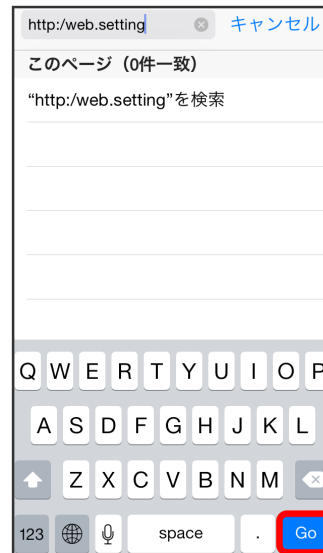 http:/web.setting キャンセル
このページ（0件一致）
“http:/web.setting”を検索
Q W E R T Y U I O P
A S D F G H J K L
Z X C V B N M
123 space . Go